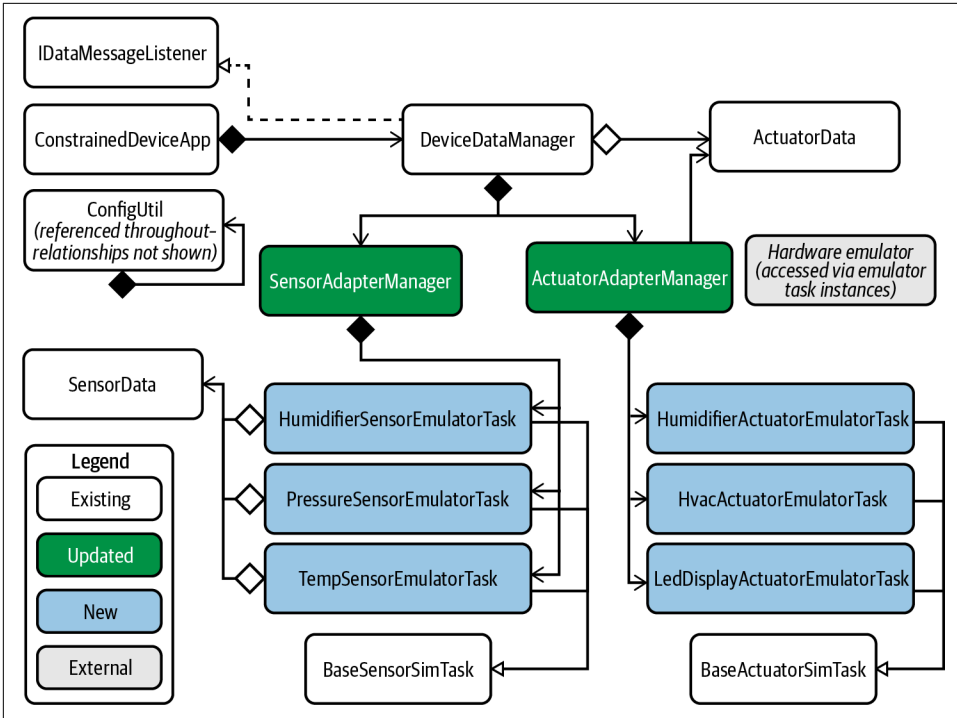 IDataMessageListener
ConstrainedDeviceApp
DeviceDataManager
ActuatorData
ConfigUtil
(referenced throughout–
relationships not shown)
SensorAdapterManager
ActuatorAdapterManager
Hardware emulator
(accessed via emulator
task instances)
SensorData
HumidifierSensorEmulatorTask
HumidifierActuatorEmulatorTask
PressureSensorEmulatorTask
HvacActuatorEmulatorTask
TempSensorEmulatorTask
LedDisplayActuatorEmulatorTask
BaseSensorSimTask
BaseActuatorSimTask
Legend
Existing
Updated
New
External